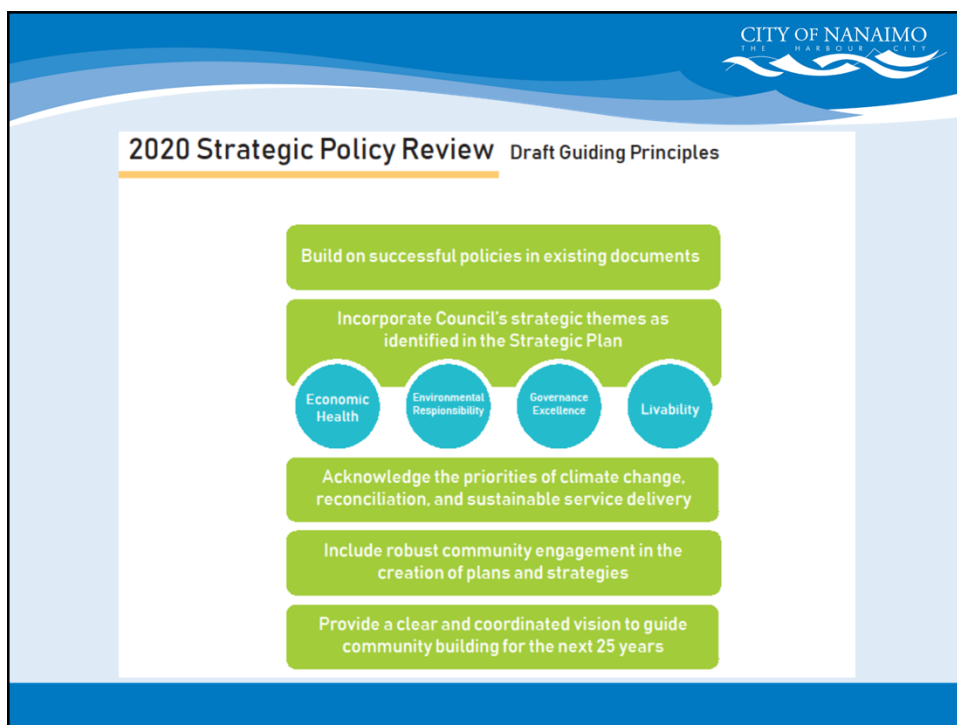 CITY OF NANAIMO
THE HARBOUR CITY
2020 Strategic Policy Review Draft Guiding Principles
Build on successful policies in existing documents
Incorporate Council's strategic themes as
identified in the Strategic Plan
Economic
Health
Environmental
Responsibility
Governance
Excellence
Livability
Acknowledge the priorities of climate change,
reconciliation, and sustainable service delivery
Include robust community engagement in the
creation of plans and strategies
Provide a clear and coordinated vision to guide
community building for the next 25 years